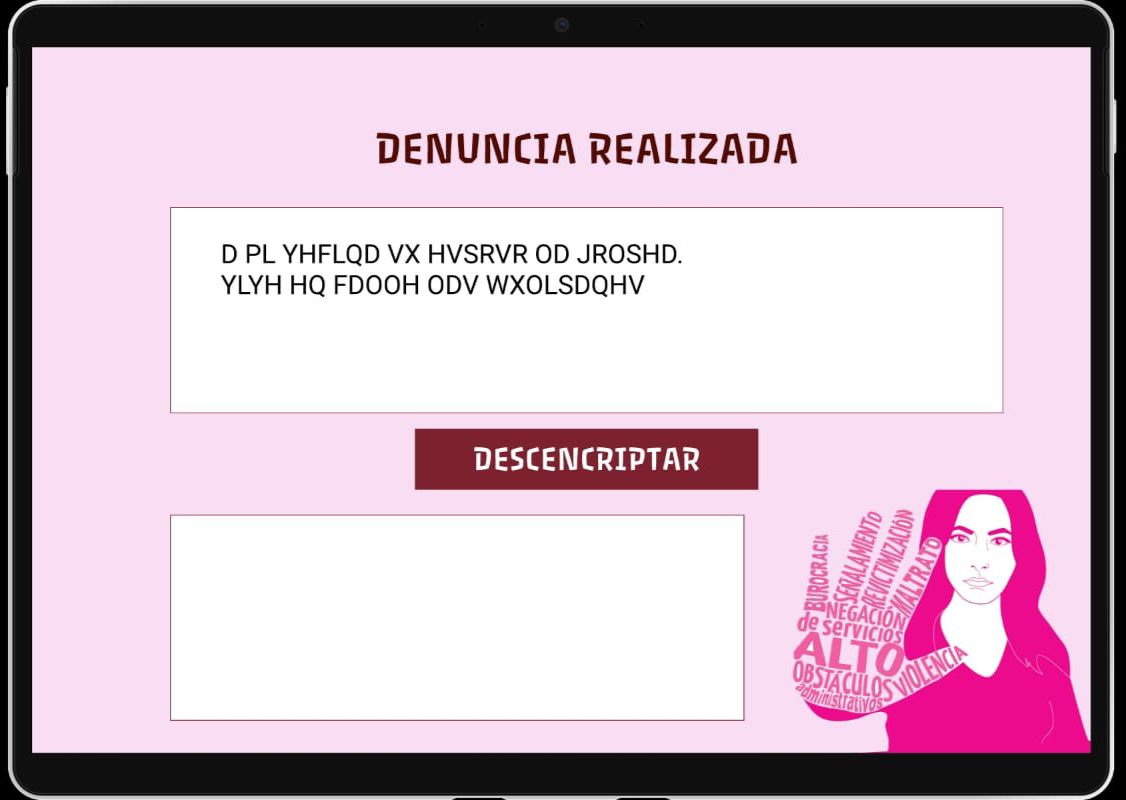 DENUNCIA REALIZADA
D PL YHFLQD VX HVSRVR OD JROSHD.
YLYH HQ FDOOH ODV WXOLSDQHV
DESCENCRIPTAR
BUROCRACIA
SEÑALAMIENTO
REVICTIMIZACIÓN
MALTRATO
NEGACIÓN
de servicios
ALTO
OBSTÁCULOS
administrativos
VIOLENCIA